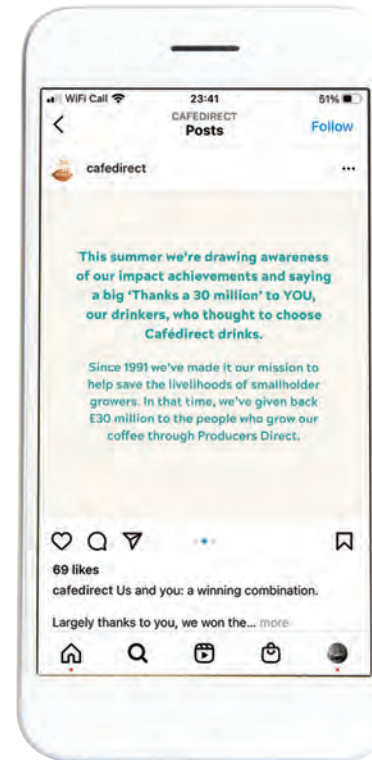 WiFi Call 23:41 51%
CAFEDIRECT
Posts
Follow
cafedirect
This summer we're drawing awareness
of our impact achievements and saying
a big 'Thanks a 30 million' to YOU,
our drinkers, who thought to choose
Cafédirect drinks.
Since 1991 we've made it our mission to
help save the livelihoods of smallholder
growers. In that time, we've given back
£30 million to the people who grow our
coffee through Producers Direct.
69 likes
cafedirect Us and you: a winning combination.
Largely thanks to you, we won the... more